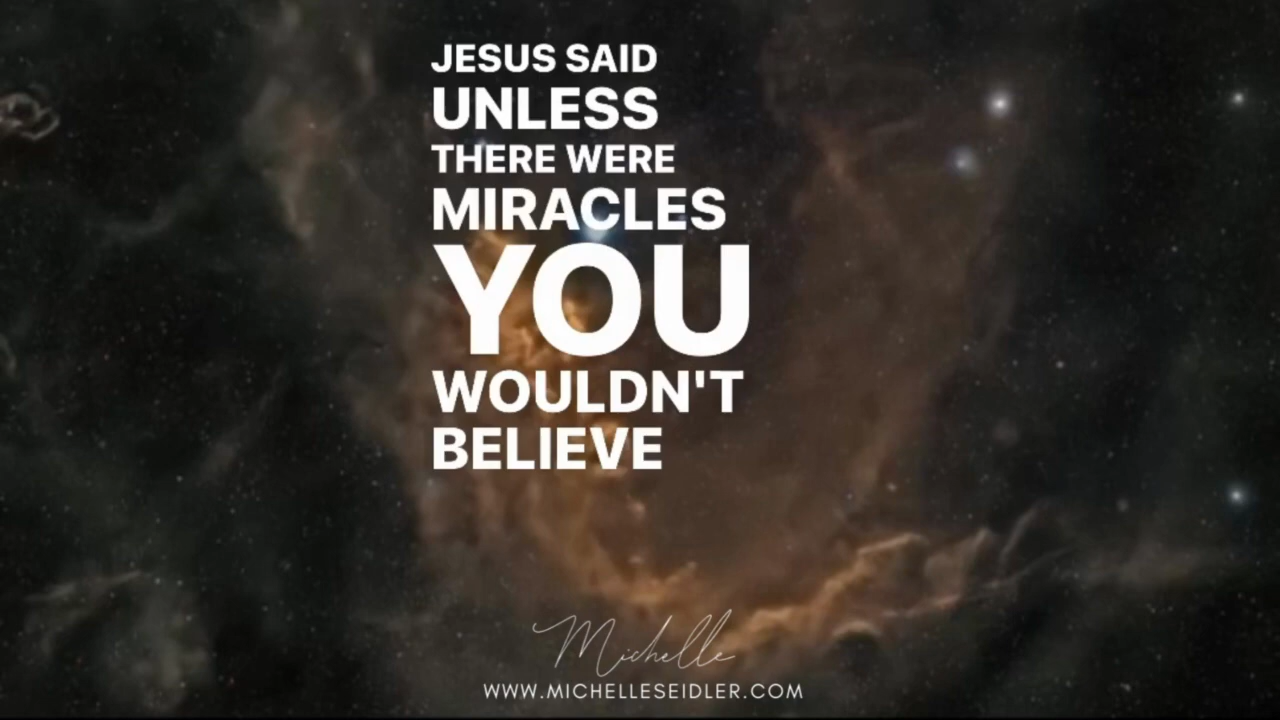 JESUS SAID
UNLESS
THERE WERE
MIRACLES
YOU
WOULDN'T
BELIEVE
Michelle
WWW.MICHELLESEIDLER.COM